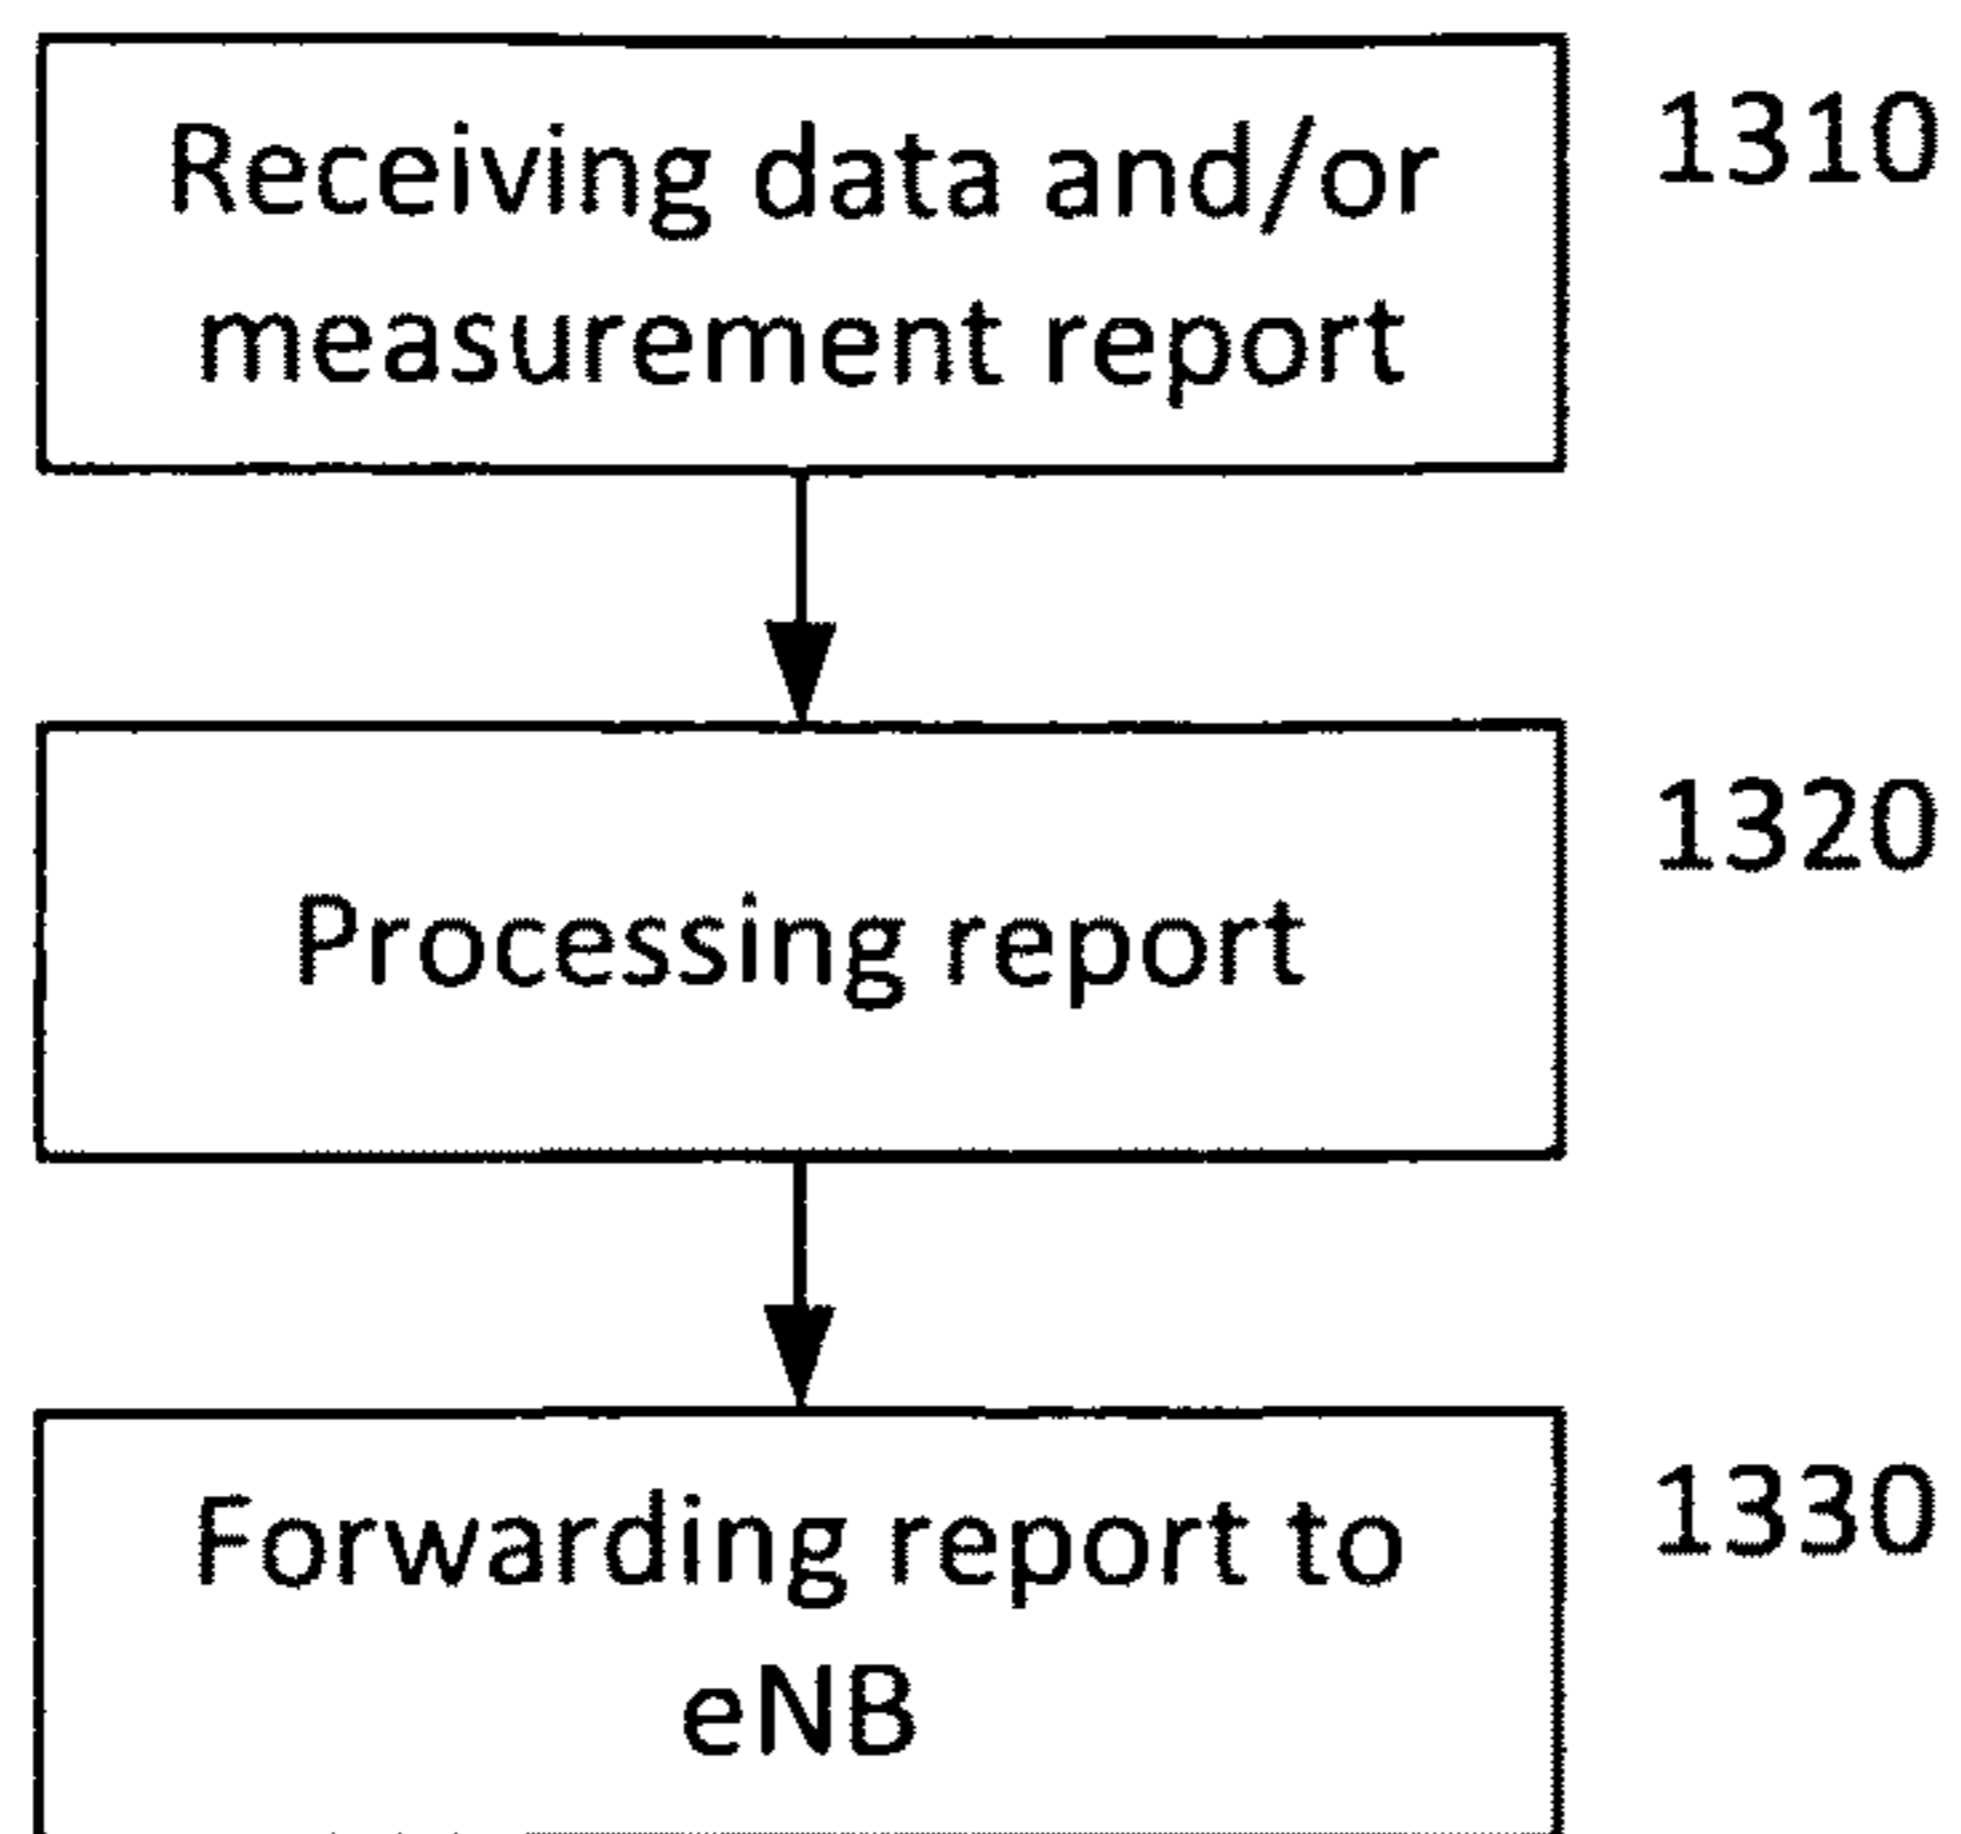 Receiving data and/or
measurement report
1310
Processing report
1320
Forwarding report to
eNB
1330